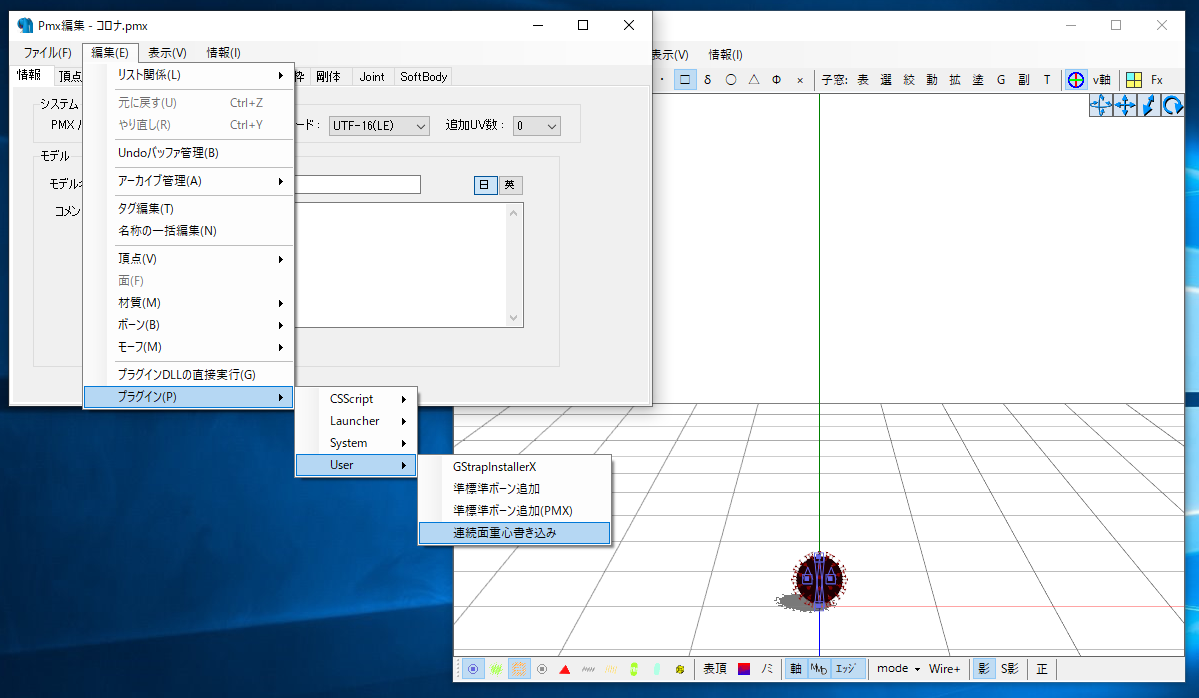 Pmx編集 - コロナ.pmx
ファイル(F) 編集(E) 表示(V) 情報(I)
情報 頂点 枠 剛体 Joint SoftBody
システム
PMX バ ード : UTF-16(LE) 追加UV数 : 0
モデル
モデル名 日 英
コメン
リスト関係(L)
元に戻す(U) Ctrl+Z
やり直し(R) Ctrl+Y
Undoバッファ管理(B)
アーカイブ管理(A)
タグ編集(T)
名称の一括編集(N)
頂点(V)
面(F)
材質(M)
ボーン(B)
モーフ(M)
プラグインDLLの直接実行(G)
プラグイン(P)
CSScript
Launcher
System
User
GStrapInstallerX
準標準ボーン追加
準標準ボーン追加(PMX)
連続面重心書き込み
表示(V) 情報(I)
δ Φ × 子窓: 表 選 絞 動 拡 塗 G 副 T v軸 Fx
表頂 ノミ 軸 MMD エッジ mode Wire+ 影 S影 正